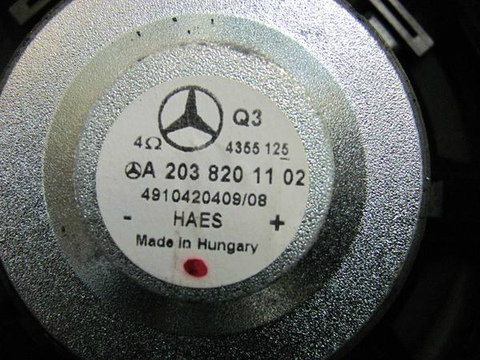 Q3
4Ω 4355 125
A 203 820 11 02
4910420409/08
- HAES +
Made in Hungary